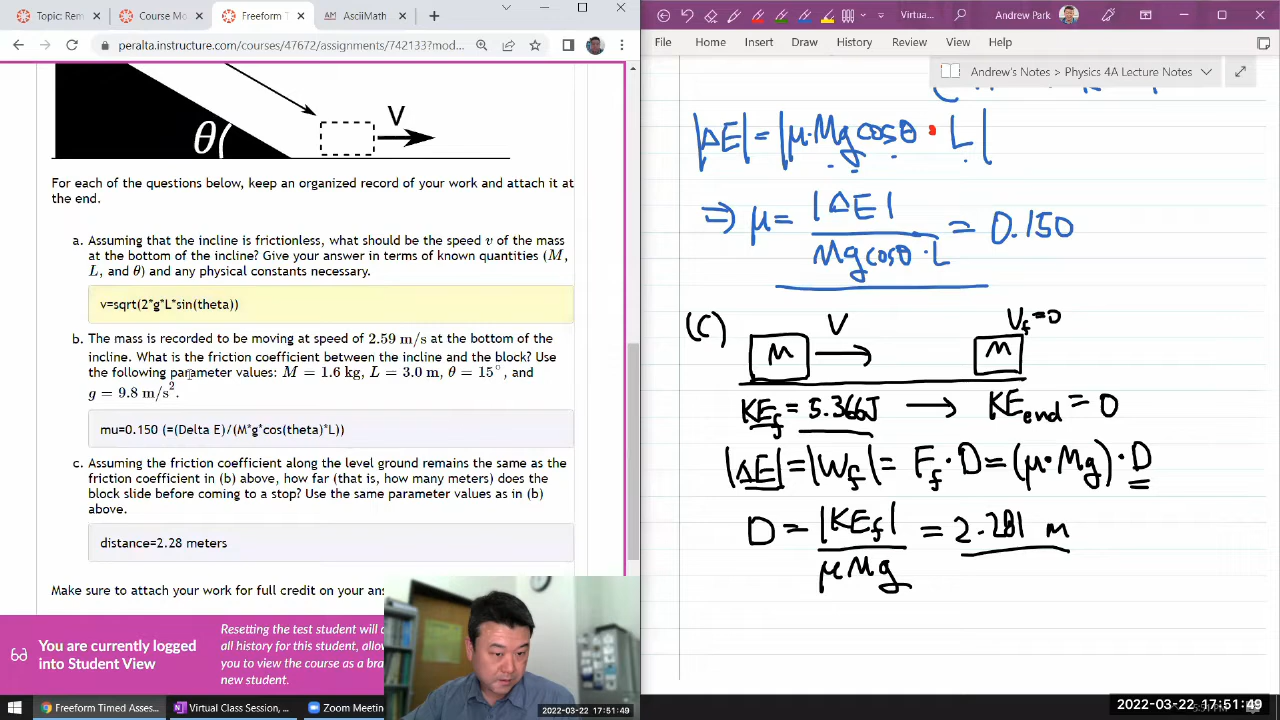 Topic Rem
Course Mo
Freeform T
AsciiMath
peralta.instructure.com/courses/47672/assignments/742133?mod...
θ
V
For each of the questions below, keep an organized record of your work and attach it at
the end.
a. Assuming that the incline is frictionless, what should be the speed v of the mass
at the bottom of the incline? Give your answer in terms of known quantities (M,
L, and θ) and any physical constants necessary.
v=sqrt(2*g*L*sin(theta))
b. The mass is recorded to be moving at speed of 2.59 m/s at the bottom of the
incline. What is the friction coefficient between the incline and the block? Use
the following parameter values: M = 1.6 kg, L = 3.0 m, θ = 15°, and
g = 9.8 m/s².
mu=0.150 (=(Delta E)/(M*g*cos(theta)*L))
c. Assuming the friction coefficient along the level ground remains the same as the
friction coefficient in (b) above, how far (that is, how many meters) does the
block slide before coming to a stop? Use the same parameter values as in (b)
above.
distance=2.28 meters
Make sure to attach your work for full credit on your ans
You are currently logged
into Student View
Resetting the test student will c
all history for this student, allow
you to view the course as a bra
new student.
Freeform Timed Asses...
Virtual Class Session, ...
Zoom Meeting
2022-03-22 17:51:49
Virtua...
Andrew Park
File Home Insert Draw History Review View Help
Andrew's Notes > Physics 4A Lecture Notes
|ΔE| = |μ·Mg cosθ · L|
⇒ μ = |ΔE| / Mg cosθ · L = 0.150
(C)
V
V_f = 0
M
M
KE_f = 5.366J → KE_end = 0
|ΔE| = |W_f| = F_f · D = (μ·Mg) · D
D = |KE_f| / μMg = 2.281 m
2022-03-22 17:51:49